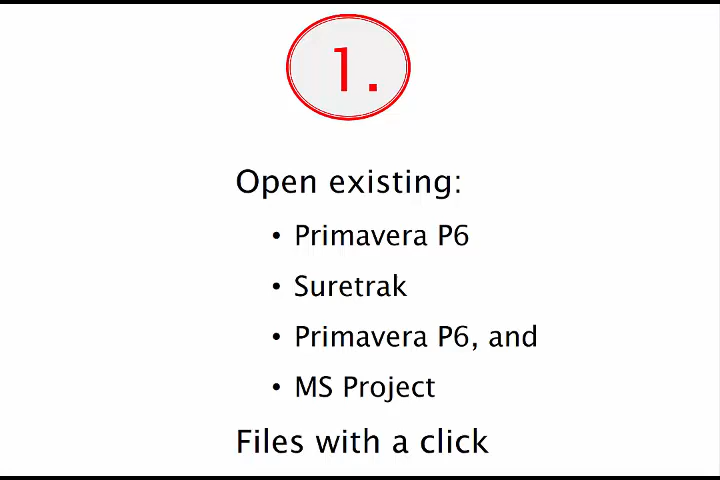 1.
Open existing:
• Primavera P6
• Suretrak
• Primavera P6, and
• MS Project
Files with a click